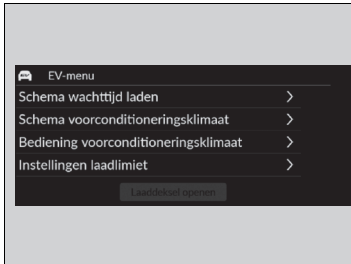 EV-menu
Schema wachttijd laden
Schema voorconditioneringsklimaat
Bediening voorconditioneringsklimaat
Instellingen laadlimiet
Laaddeksel openen